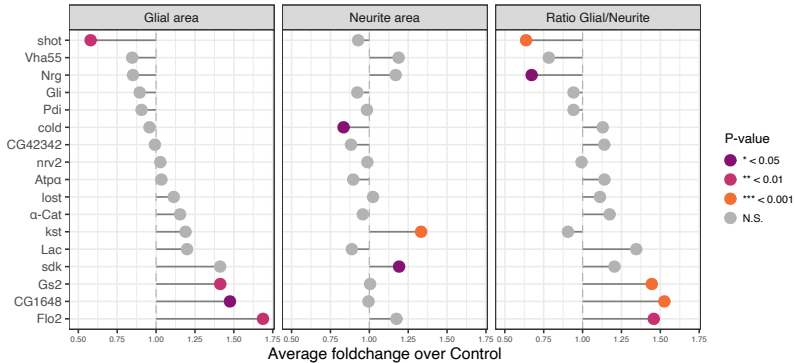 Glial area
Neurite area
Ratio Glial/Neurite
shot
Vha55
Nrg
Gli
Pdi
cold
CG42342
nrv2
Atpα
lost
α-Cat
kst
Lac
sdk
Gs2
CG1648
Flo2
0.50 0.75 1.00 1.25 1.50 1.75
0.50 0.75 1.00 1.25 1.50 1.75
0.50 0.75 1.00 1.25 1.50 1.75
Average foldchange over Control
P-value
* < 0.05
** < 0.01
*** < 0.001
N.S.